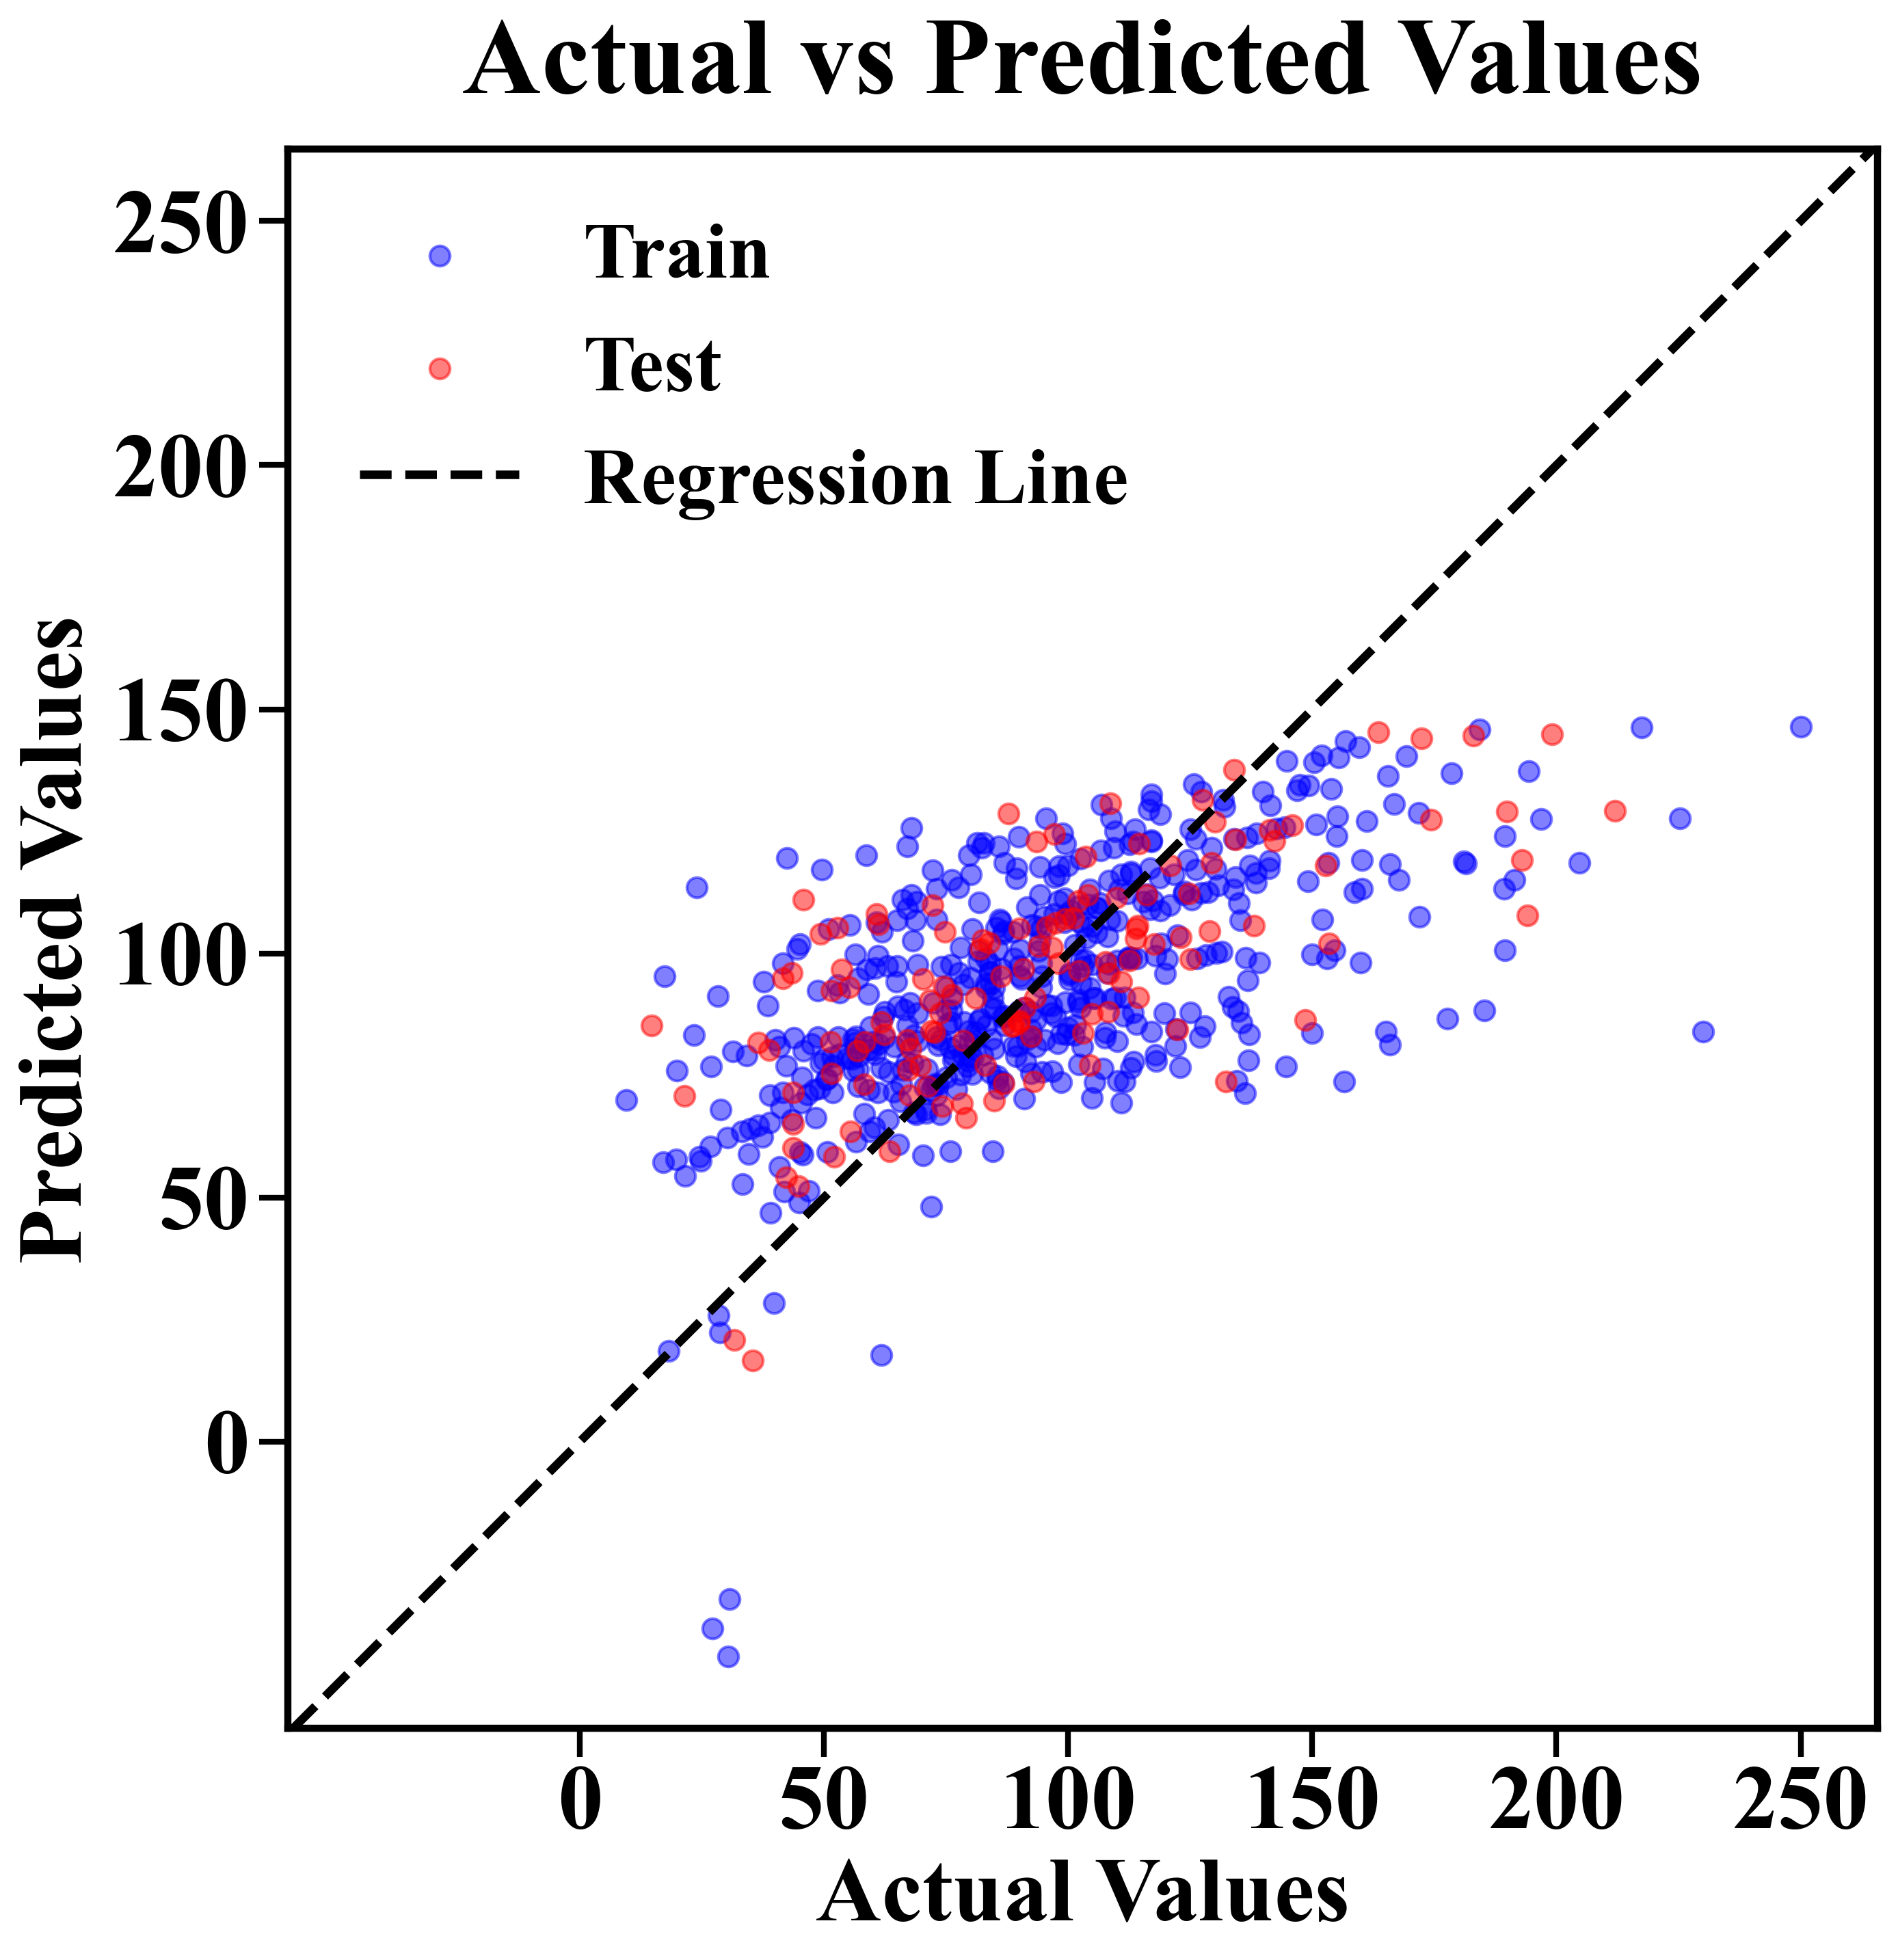 Actual vs Predicted Values
250
200
150
100
50
0
Predicted Values
Train
Test
Regression Line
0 50 100 150 200 250
Actual Values